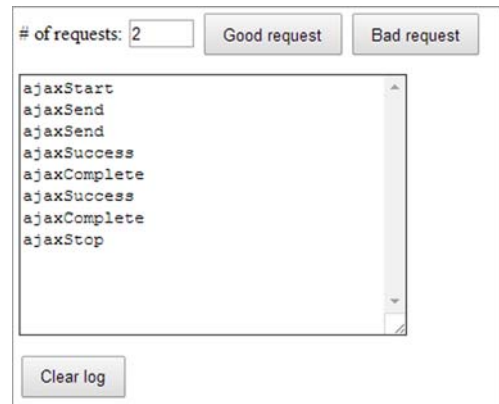 # of requests: 2 Good request Bad request
ajaxStart
ajaxSend
ajaxSend
ajaxSuccess
ajaxComplete
ajaxSuccess
ajaxComplete
ajaxStop
Clear log